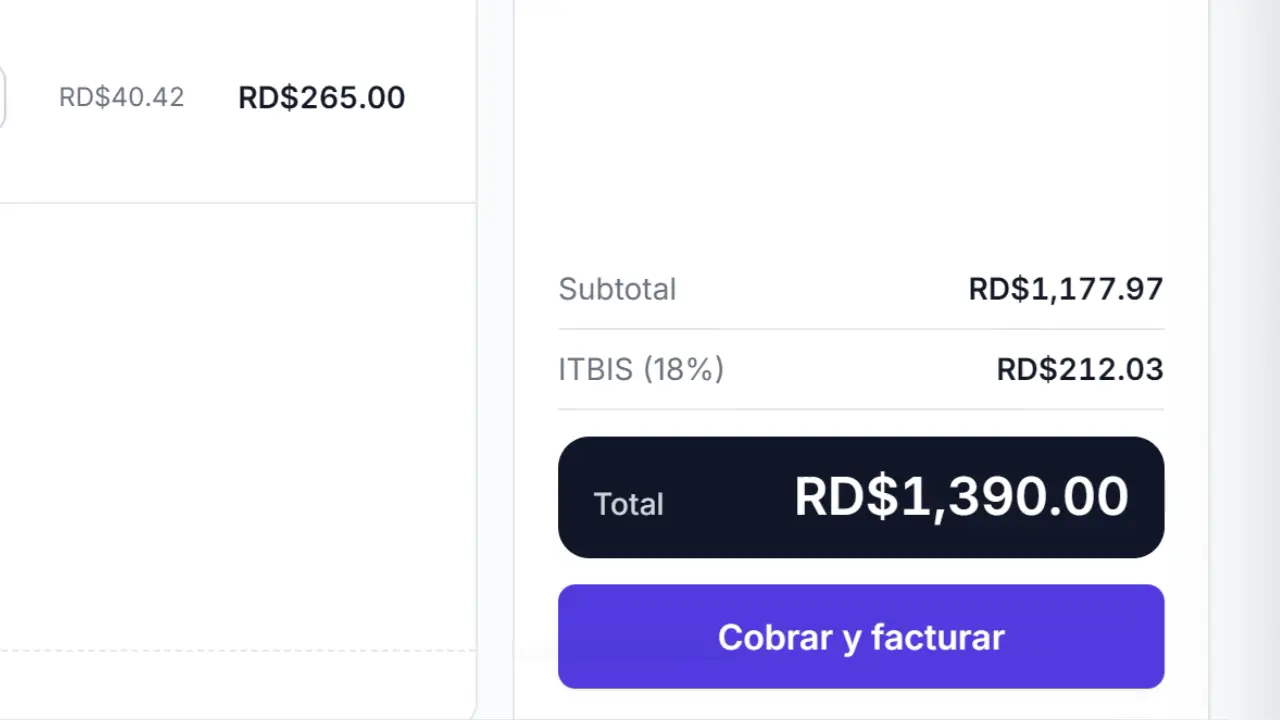 RD$40.42 RD$265.00
Subtotal RD$1,177.97
ITBIS (18%) RD$212.03
Total RD$1,390.00
Cobrar y facturar